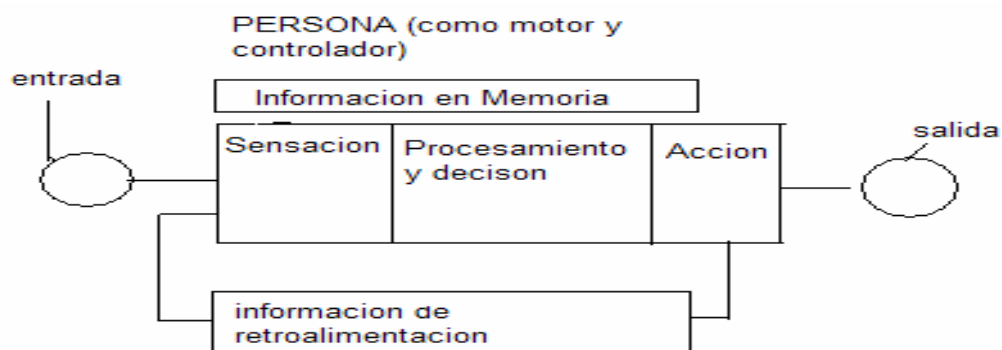 PERSONA (como motor y
controlador)
entrada
Informacion en Memoria
Sensacion
Procesamiento
y decison
Accion
salida
informacion de
retroalimentacion